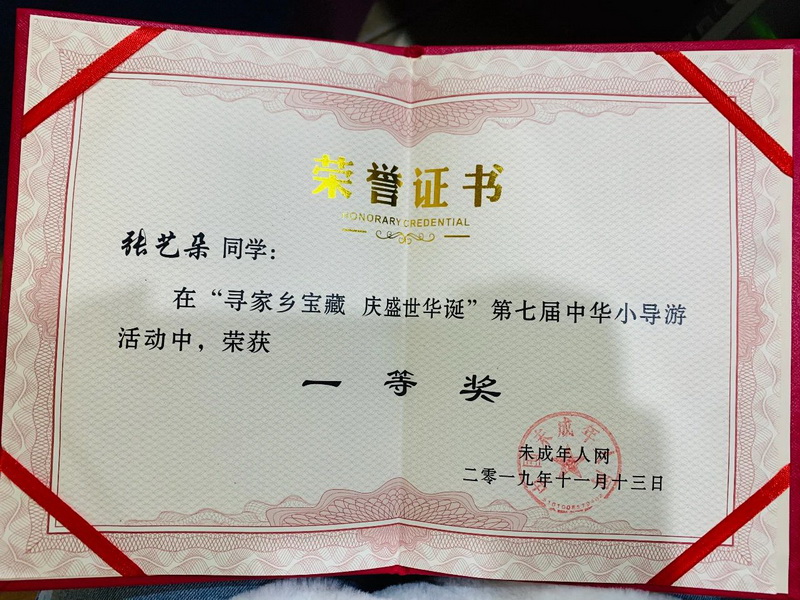 荣誉证书
HONORARY CREDENTIAL
张艺朵 同学：
在“寻家乡宝藏 庆盛世华诞”第七届中华小导游
活动中，荣获
一等奖
未成年人网
二零一九年十一月十三日